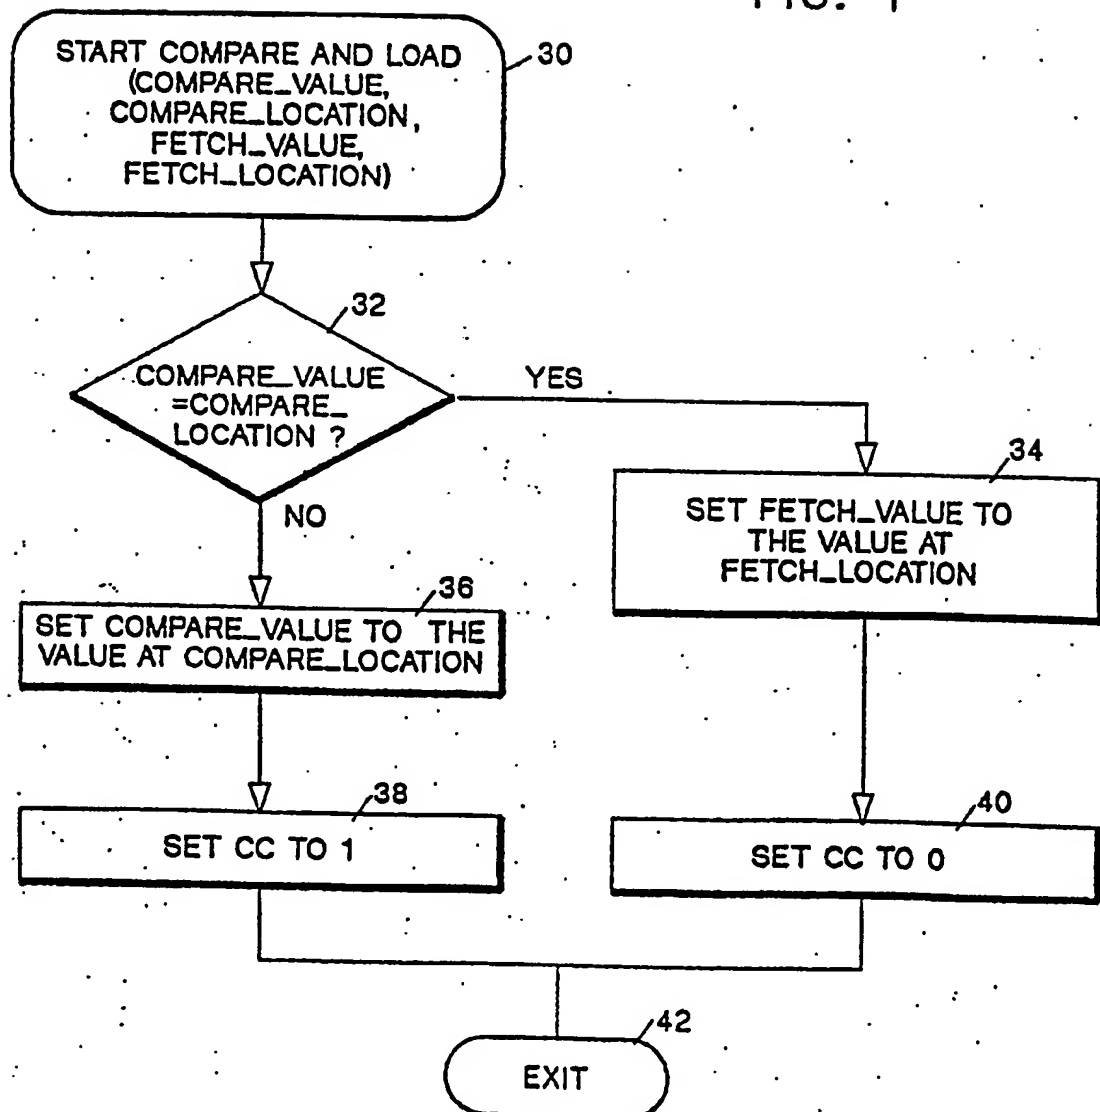 FIG. 1
START COMPARE AND LOAD
(COMPARE_VALUE,
COMPARE_LOCATION,
FETCH_VALUE,
FETCH_LOCATION)
30
32
COMPARE_VALUE
=COMPARE_
LOCATION ?
YES
NO
34
SET FETCH_VALUE TO
THE VALUE AT
FETCH_LOCATION
36
SET COMPARE_VALUE TO THE
VALUE AT COMPARE_LOCATION
38
SET CC TO 1
40
SET CC TO 0
42
EXIT